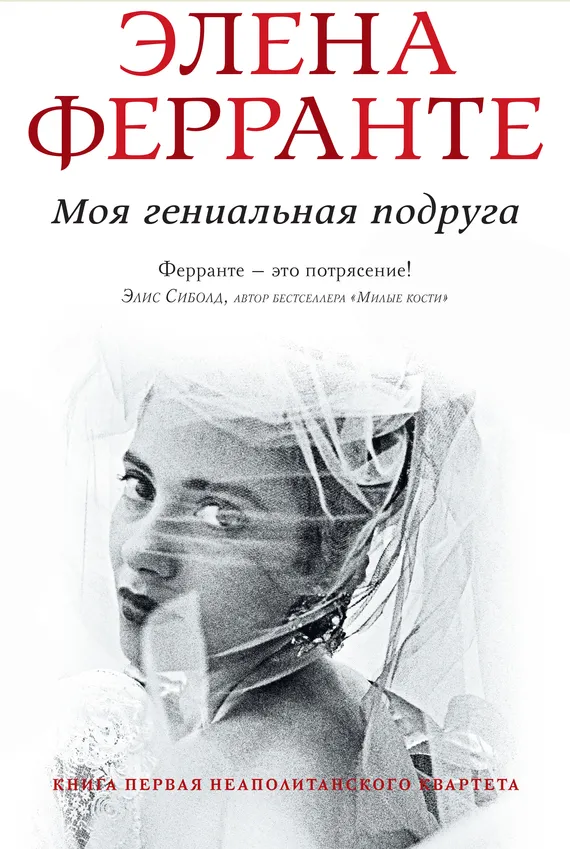 ЭЛЕНА
ФЕРРАНТЕ
Моя гениальная подруга
Ферранте – это потрясение!
Элис Сиболд, автор бестселлера «Милые кости»
КНИГА ПЕРВАЯ НЕАПОЛИТАНСКОГО КВАРТЕТА